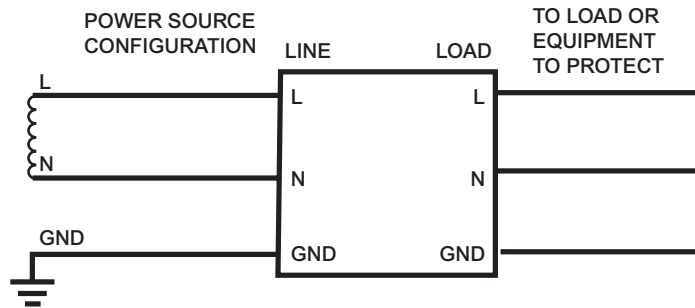 POWER SOURCE
CONFIGURATION
LINE
LOAD
TO LOAD OR
EQUIPMENT
TO PROTECT
L
L
L
N
N
N
GND
GND
GND